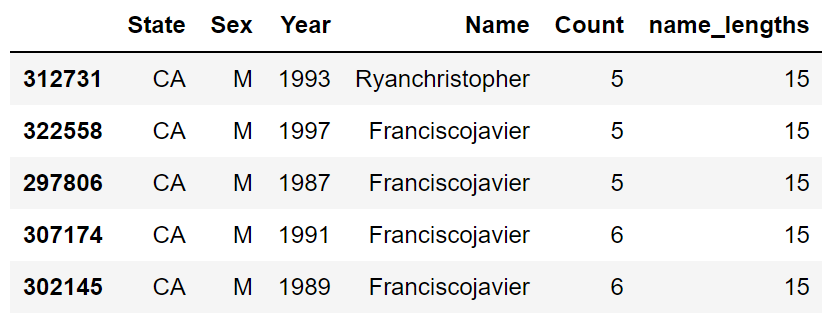 State Sex Year Name Count name_lengths
312731 CA M 1993 Ryanchristopher 5 15
322558 CA M 1997 Franciscojavier 5 15
297806 CA M 1987 Franciscojavier 5 15
307174 CA M 1991 Franciscojavier 6 15
302145 CA M 1989 Franciscojavier 6 15